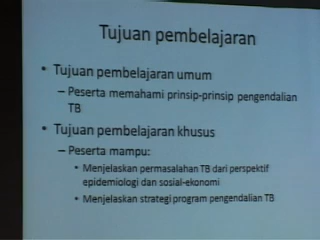 Tujuan pembelajaran
• Tujuan pembelajaran umum
– Peserta memahami prinsip-prinsip pengendalian
TB
• Tujuan pembelajaran khusus
– Peserta mampu:
• Menjelaskan permasalahan TB dari perspektif
epidemiologi dan sosial-ekonomi
• Menjelaskan strategi program pengendalian TB